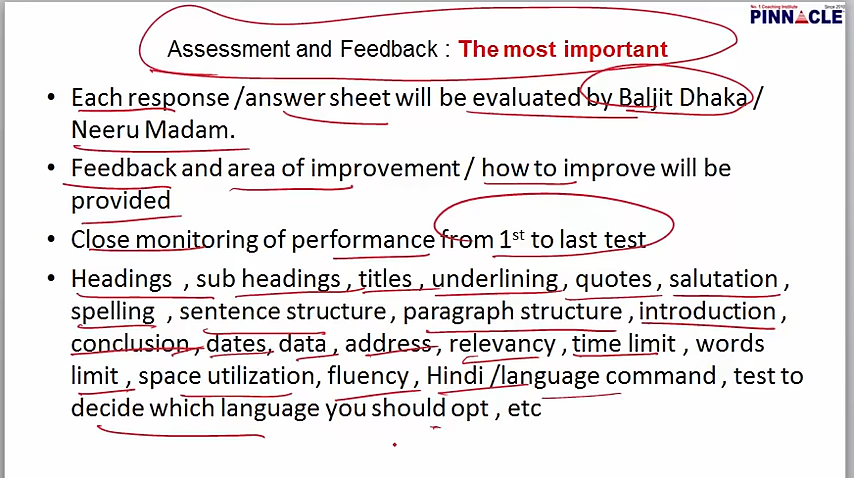 No. 1 Coaching Institute
Since 2010
PINNACLE
Assessment and Feedback : The most important
• Each response /answer sheet will be evaluated by Baljit Dhaka /
Neeru Madam.
• Feedback and area of improvement / how to improve will be
provided
• Close monitoring of performance from 1st to last test
• Headings , sub headings , titles , underlining , quotes , salutation ,
spelling , sentence structure , paragraph structure , introduction ,
conclusion , dates, data , address , relevancy , time limit , words
limit , space utilization, fluency , Hindi /language command , test to
decide which language you should opt , etc